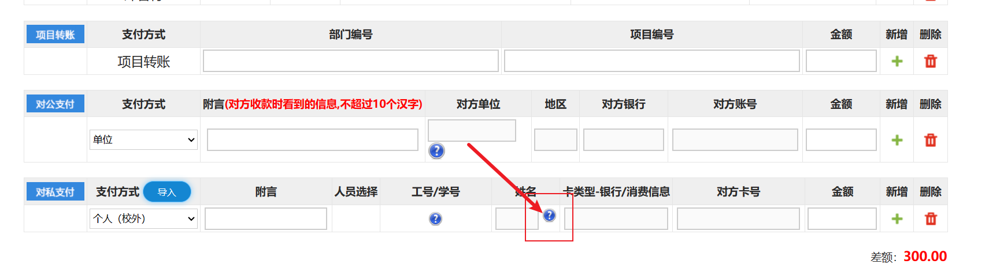 项目转账 支付方式 部门编号 项目编号 金额 新增 删除
项目转账
对公支付 支付方式 附言(对方收款时看到的信息,不超过10个汉字) 对方单位 地区 对方银行 对方账号 金额 新增 删除
单位
对私支付 支付方式 导入 附言 人员选择 工号/学号 姓名 卡类型-银行/消费信息 对方卡号 金额 新增 删除
个人（校外）
差额：300.00